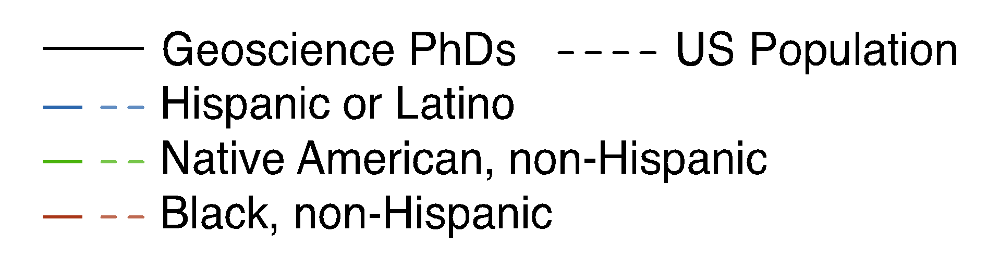 Geoscience PhDs US Population
Hispanic or Latino
Native American, non-Hispanic
Black, non-Hispanic